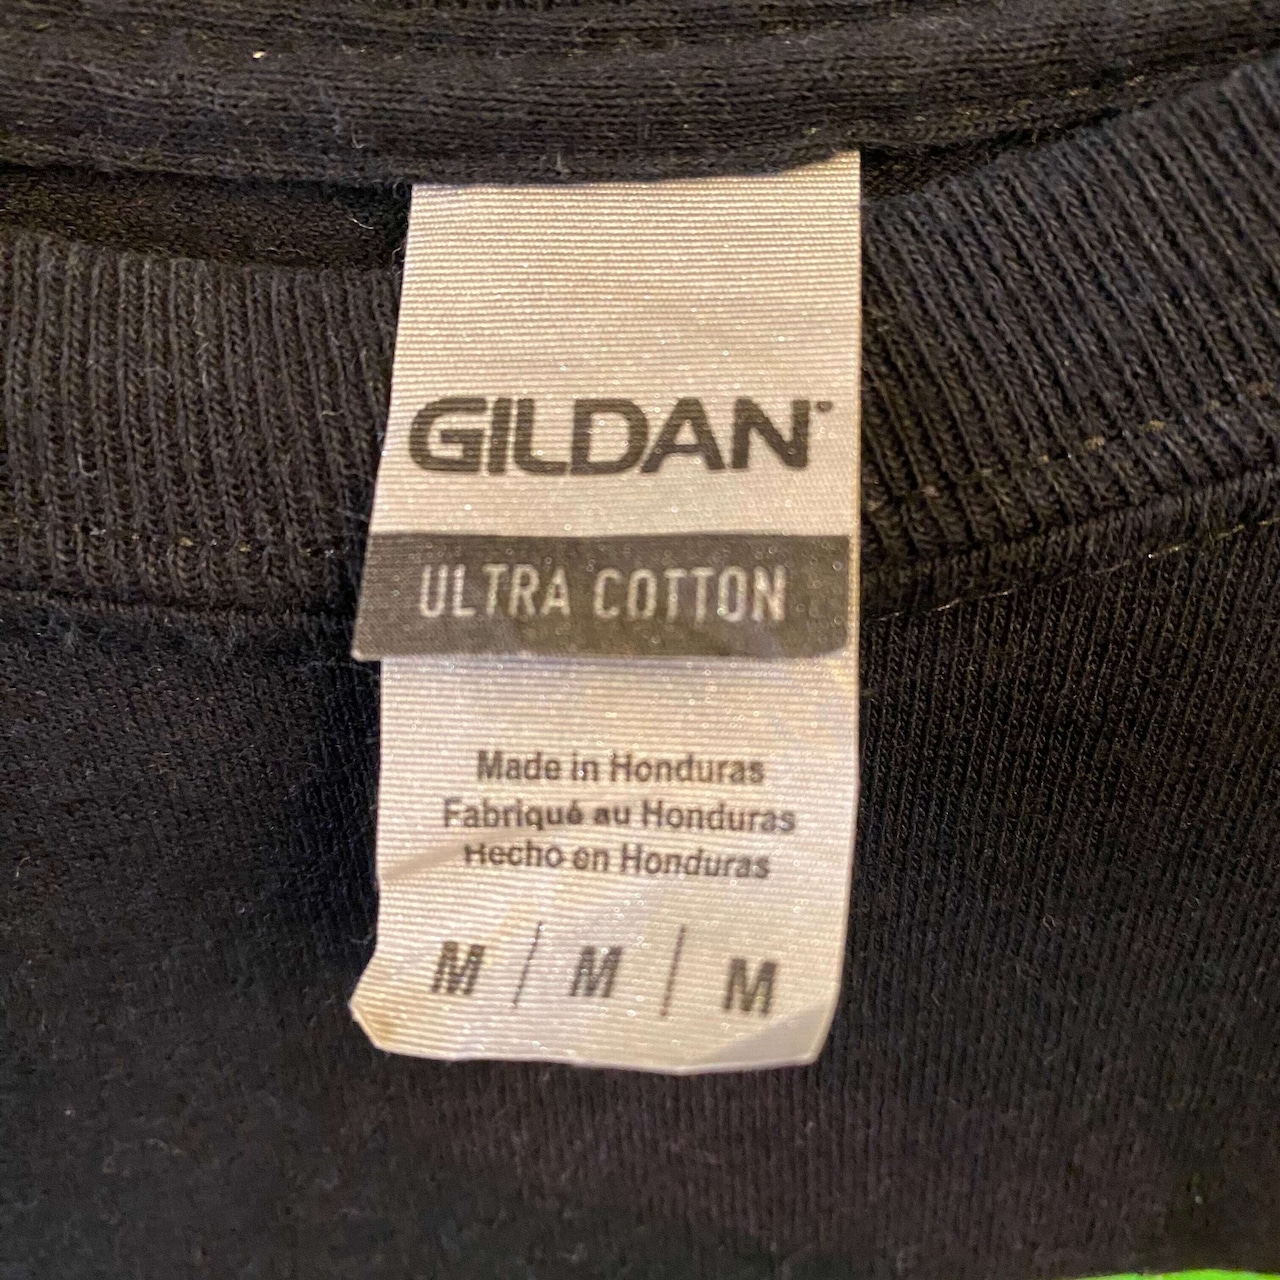 GILDAN
ULTRA COTTON
Made in Honduras
Fabriqué au Honduras
Hecho en Honduras
M / M / M